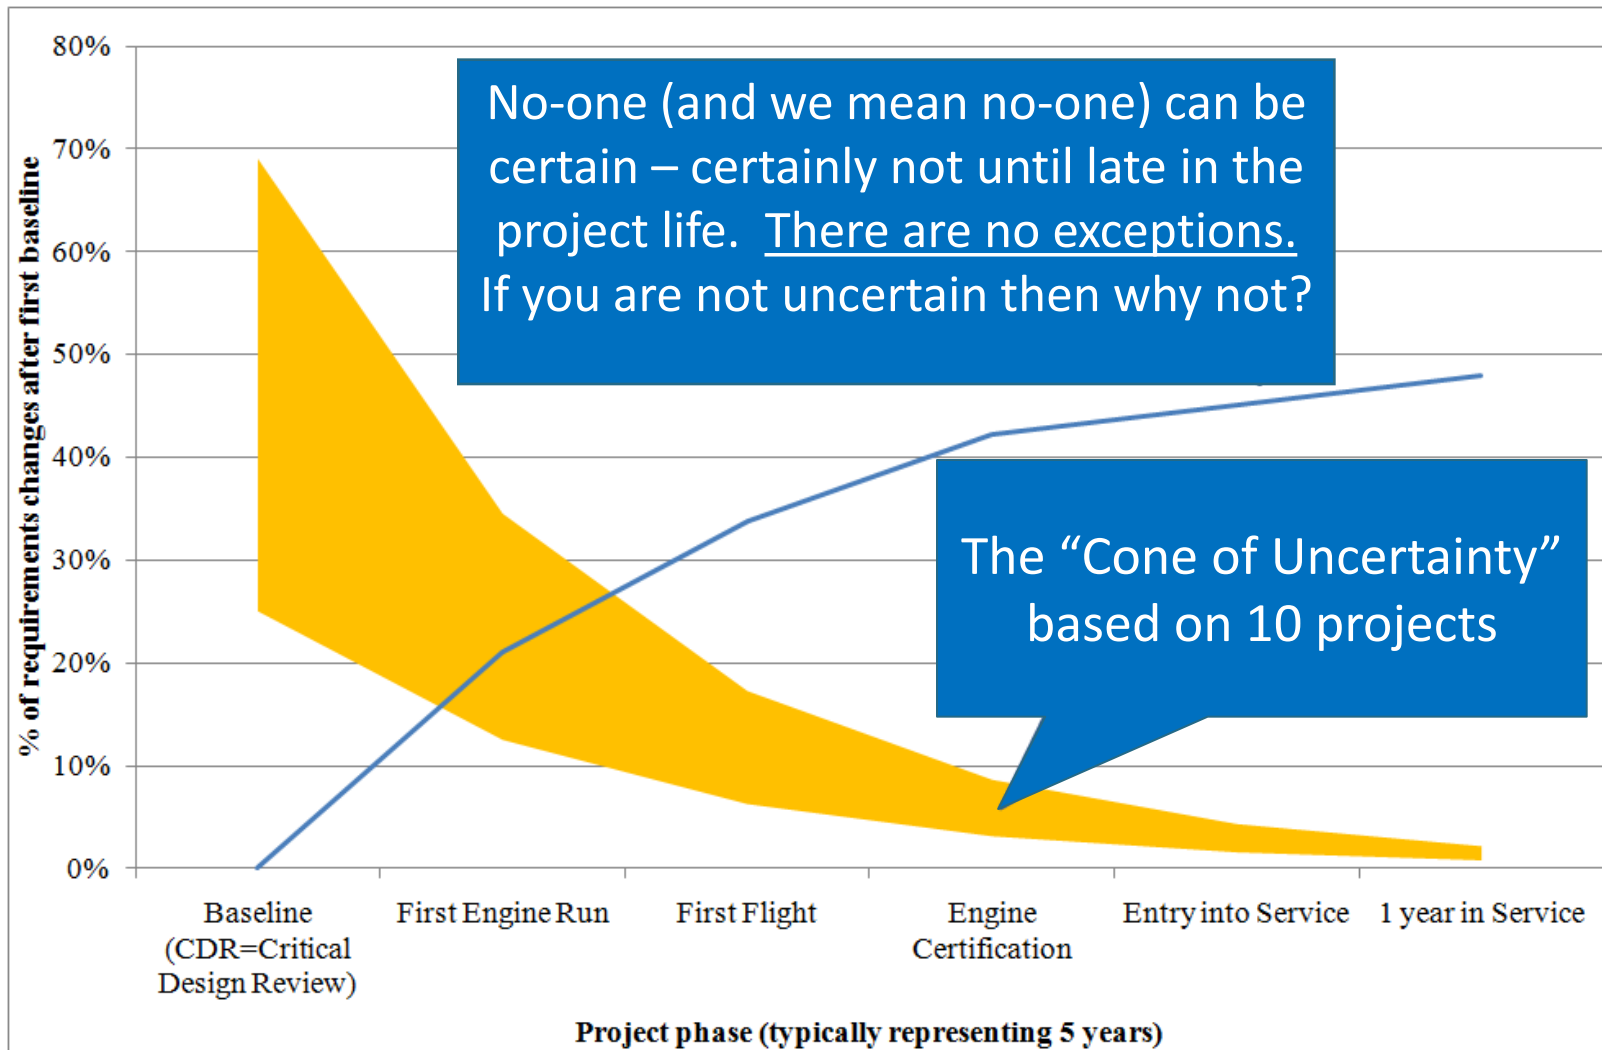 80%
70%
60%
50%
40%
30%
20%
10%
0%
% of requirements changes after first baseline
No-one (and we mean no-one) can be
certain – certainly not until late in the
project life.  There are no exceptions.
If you are not uncertain then why not?
The “Cone of Uncertainty”
based on 10 projects
Baseline
(CDR=Critical
Design Review)
First Engine Run
First Flight
Engine
Certification
Entry into Service
1 year in Service
Project phase (typically representing 5 years)